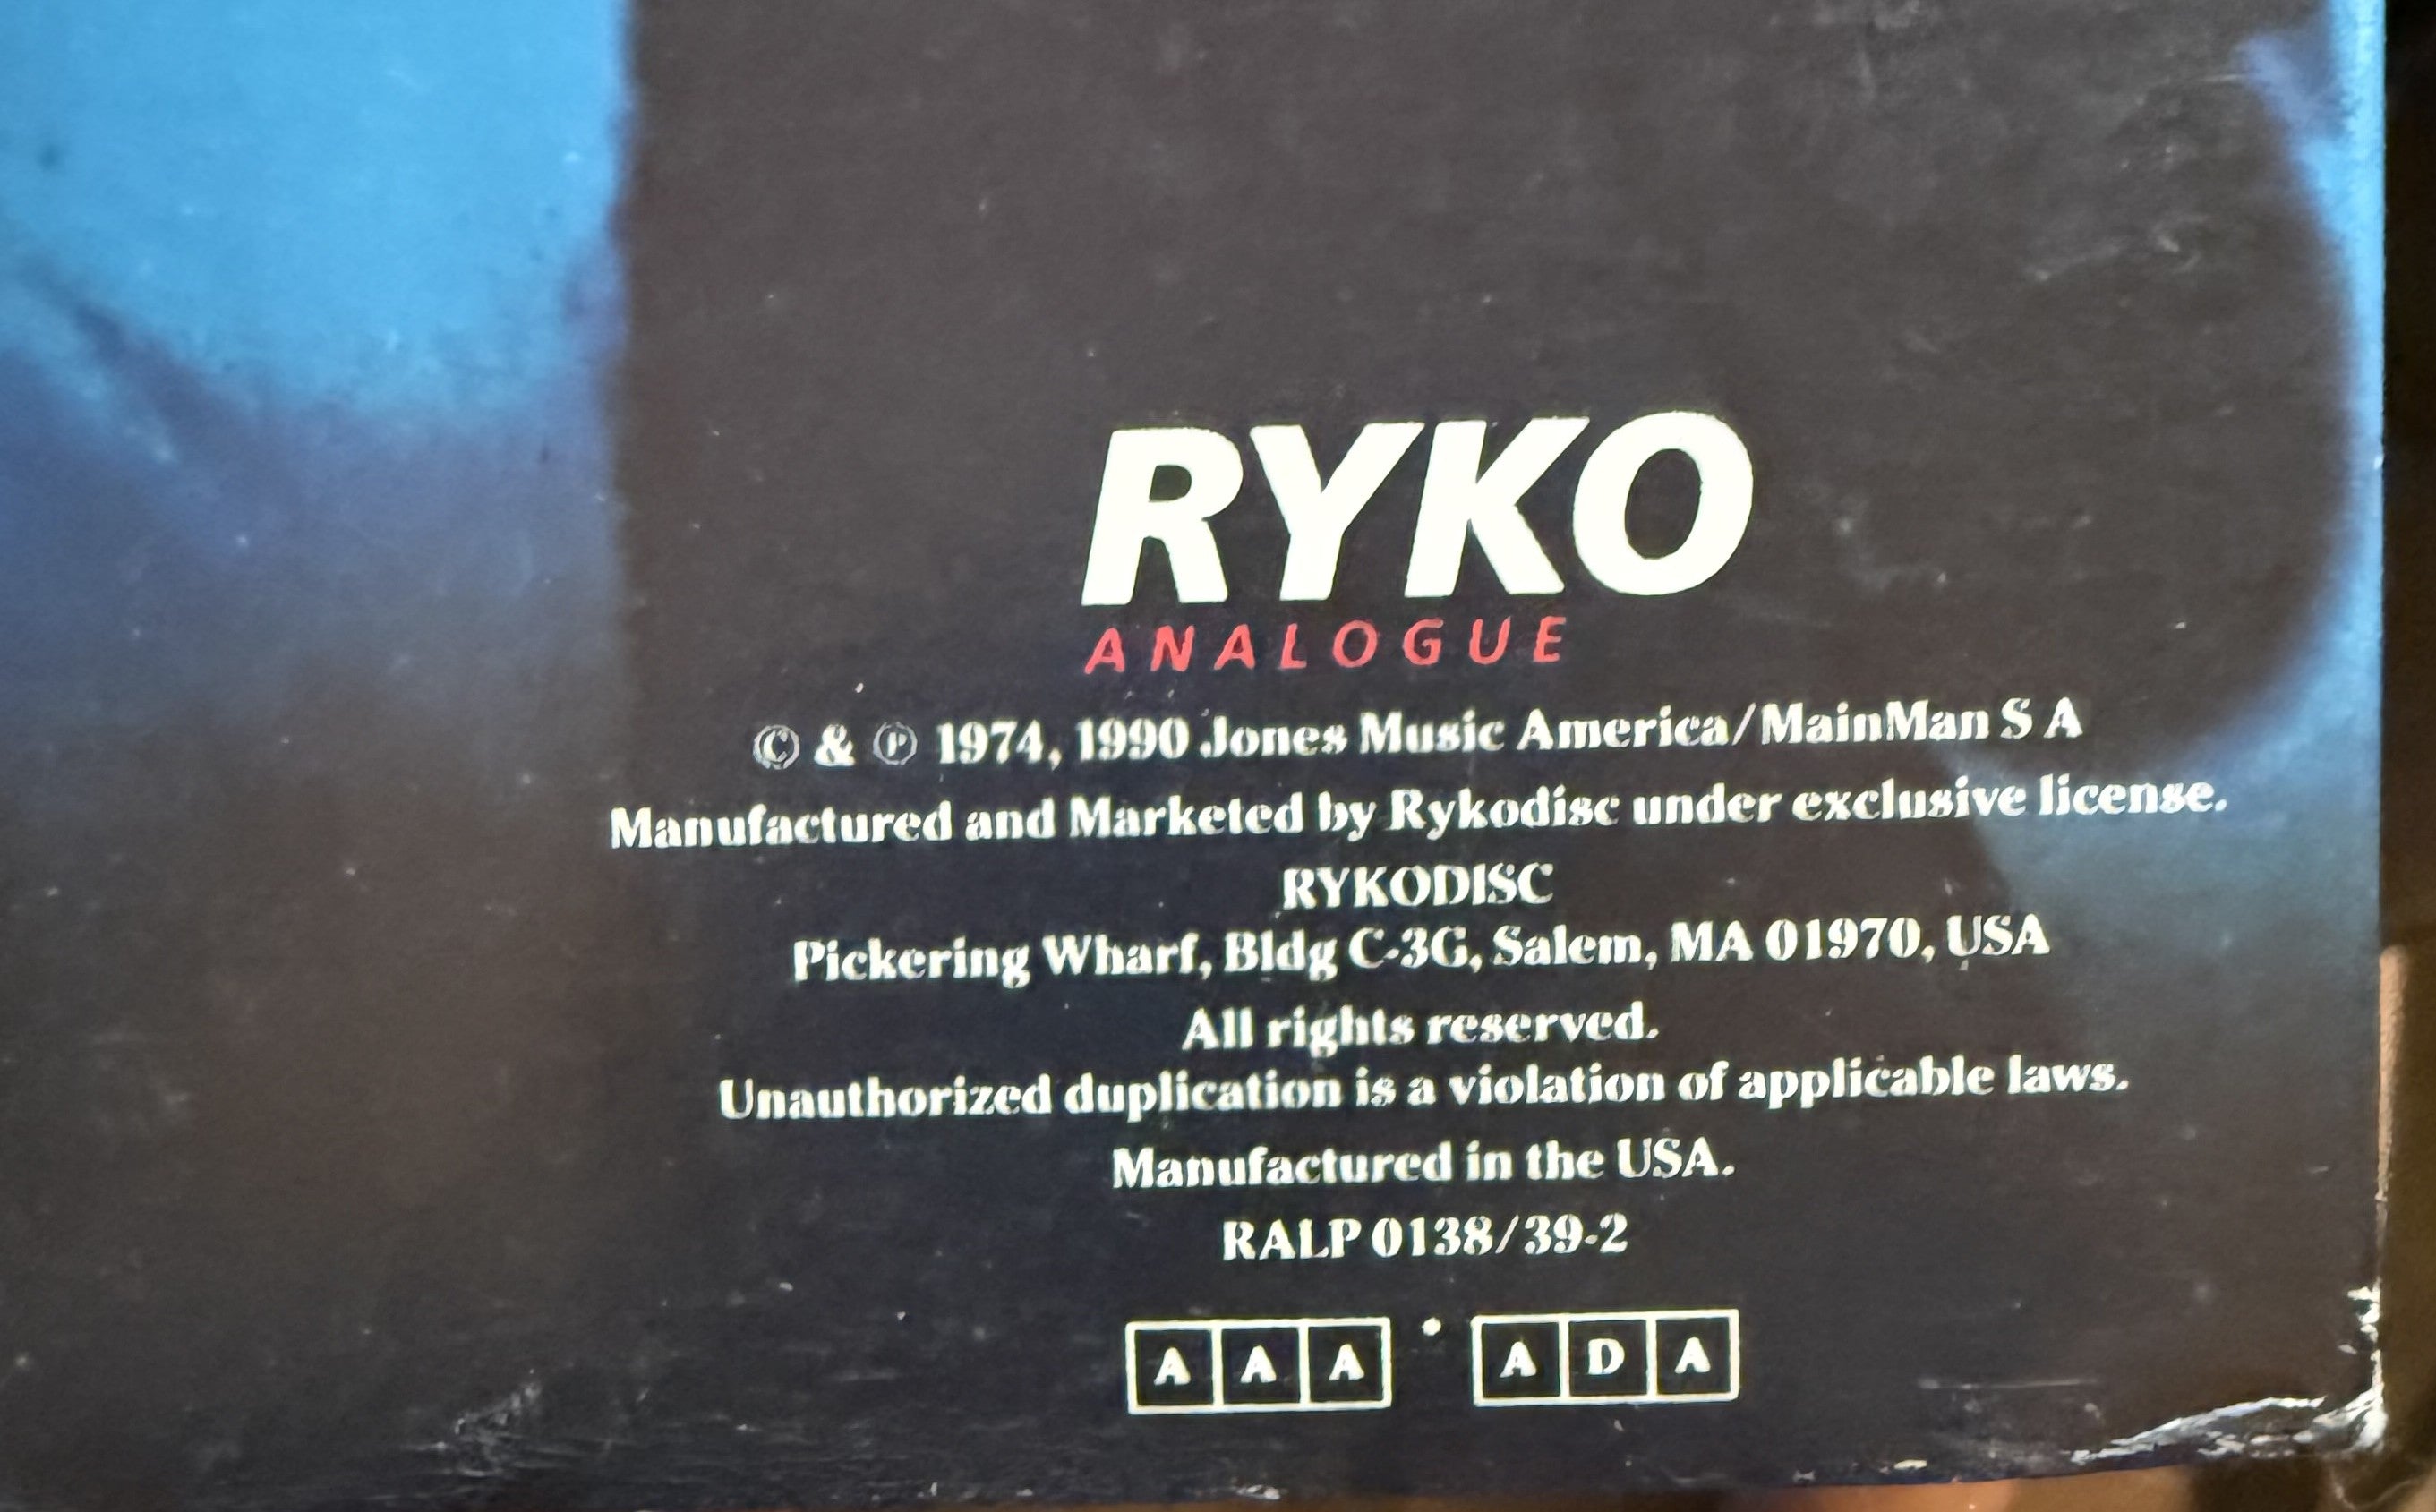 RYKO
ANALOGUE
© & ℗ 1974, 1990 Jones Music America/MainMan S A
Manufactured and Marketed by Rykodisc under exclusive license.
RYKODISC
Pickering Wharf, Bldg C-3G, Salem, MA 01970, USA
All rights reserved.
Unauthorized duplication is a violation of applicable laws.
Manufactured in the USA.
RALP 0138/39-2
A A A • A D A